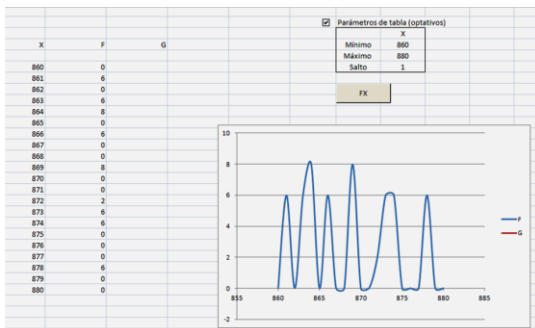 Parámetros de tabla (optativos)
X
X F G Mínimo 860
Máximo 880
860 0 Salto 1
861 6
862 0 FX
863 6
864 8
865 0
866 6
867 0
868 0
869 8
870 0
871 0
872 2
873 6
874 6
875 0
876 0
877 0
878 6
879 0
880 0
10
8
6
4
2
0
-2
855 860 865 870 875 880 885
F
G